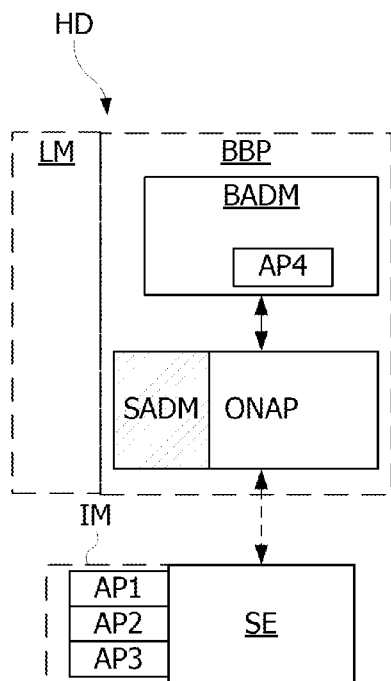 HD
LM BBP
BADM
AP4
SADM ONAP
IM
AP1
AP2
AP3
SE